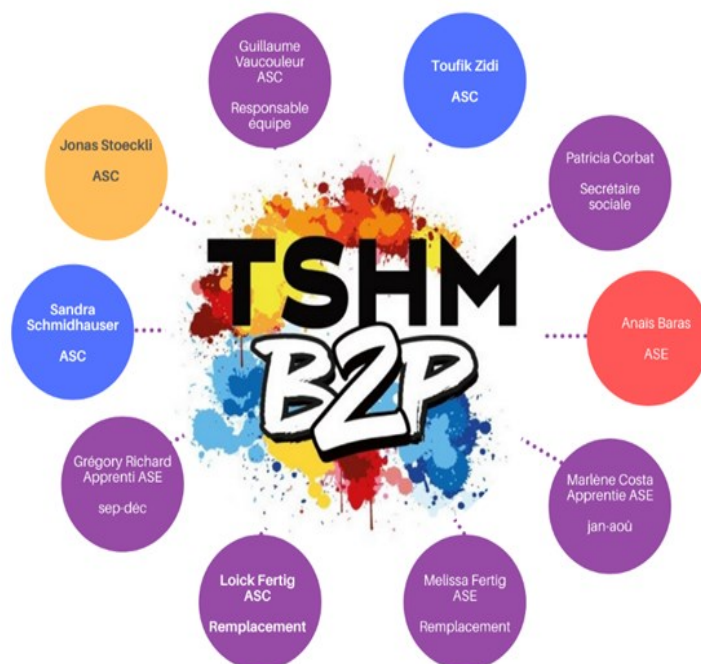 Guillaume
Vaucouleur
ASC
Responsable
équipe
Toufik Zidi
ASC
Jonas Stoeckli
ASC
Patricia Corbat
Secrétaire
sociale
TSHM
B2P
Sandra
Schmidhauser
ASC
Anaïs Baras
ASE
Grégory Richard
Apprenti ASE
sep-déc
Marlène Costa
Apprentie ASE
jan-aoû
Loick Fertig
ASC
Remplacement
Melissa Fertig
ASE
Remplacement